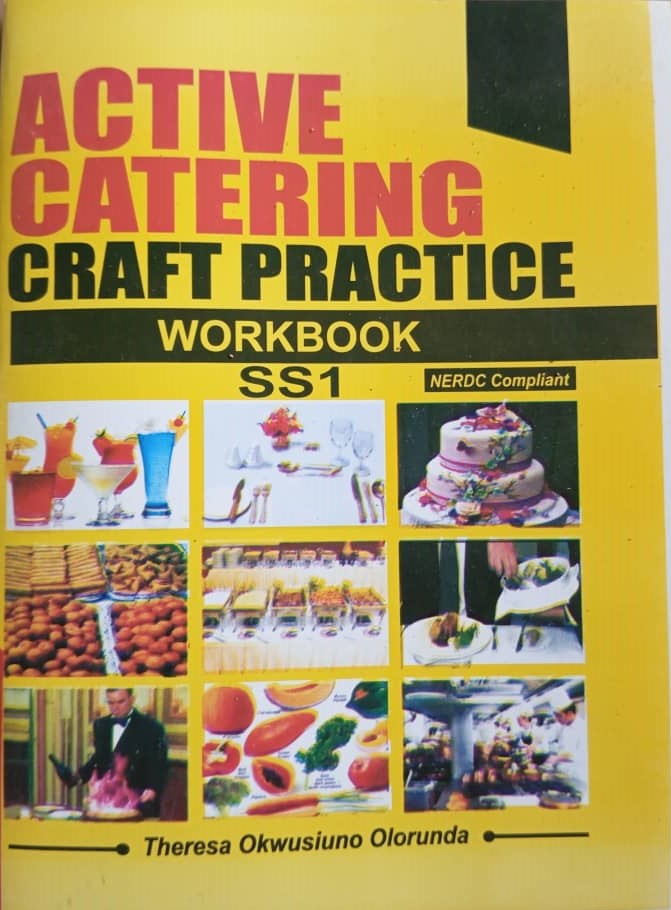 ACTIVE
CATERING
CRAFT PRACTICE
WORKBOOK
SS1
NERDC Compliant
Theresa Okwusiuno Olorunda